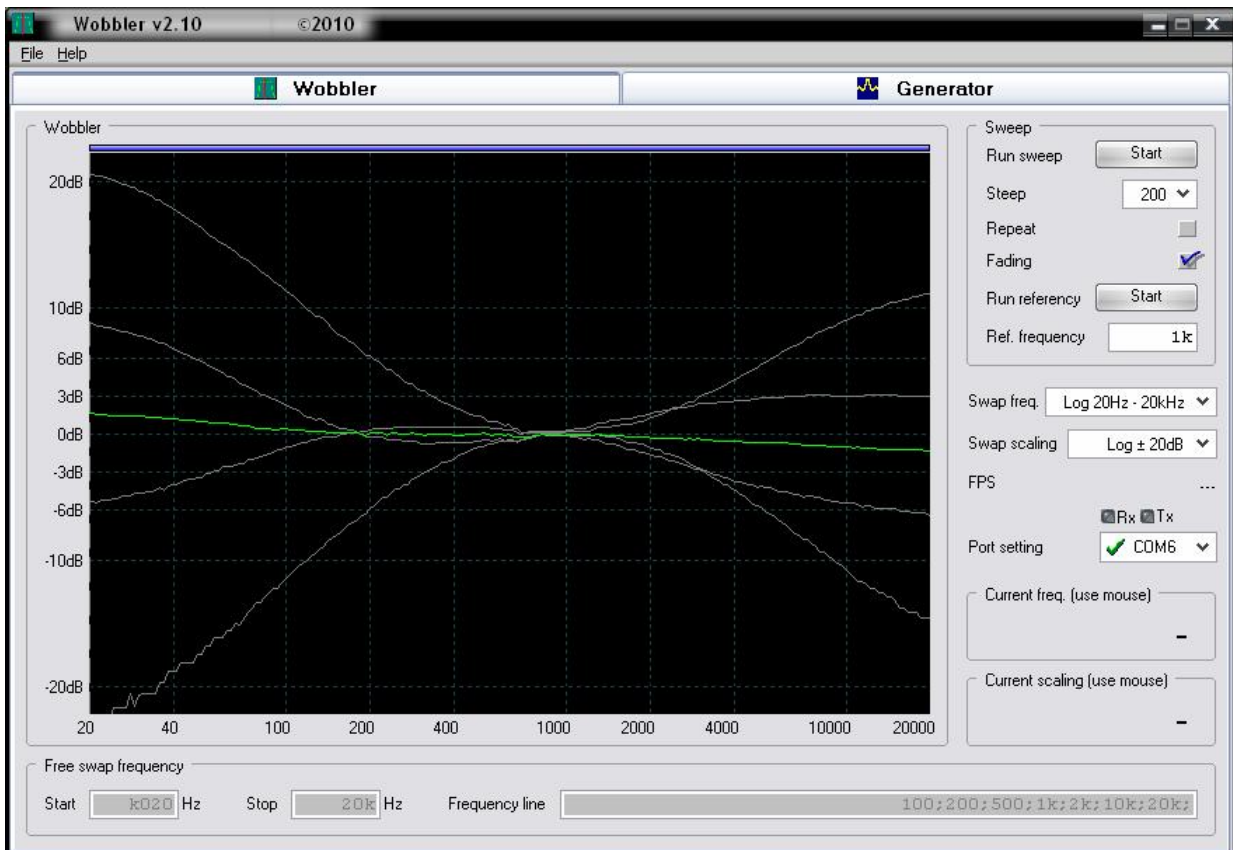 Wobbler v2.10 ©2010
File Help
Wobbler
Generator
Wobbler
20dB
10dB
6dB
3dB
0dB
-3dB
-6dB
-10dB
-20dB
20 40 100 200 400 1000 2000 4000 10000 20000
Sweep
Run sweep Start
Steep 200
Repeat
Fading
Run referency Start
Ref. frequency 1k
Swap freq. Log 20Hz - 20kHz
Swap scaling Log ± 20dB
FPS ...
Rx Tx
Port setting COM6
Current freq. (use mouse)
-
Current scaling (use mouse)
-
Free swap frequency
Start k020 Hz Stop 20k Hz Frequency line 100;200;500;1k;2k;10k;20k;